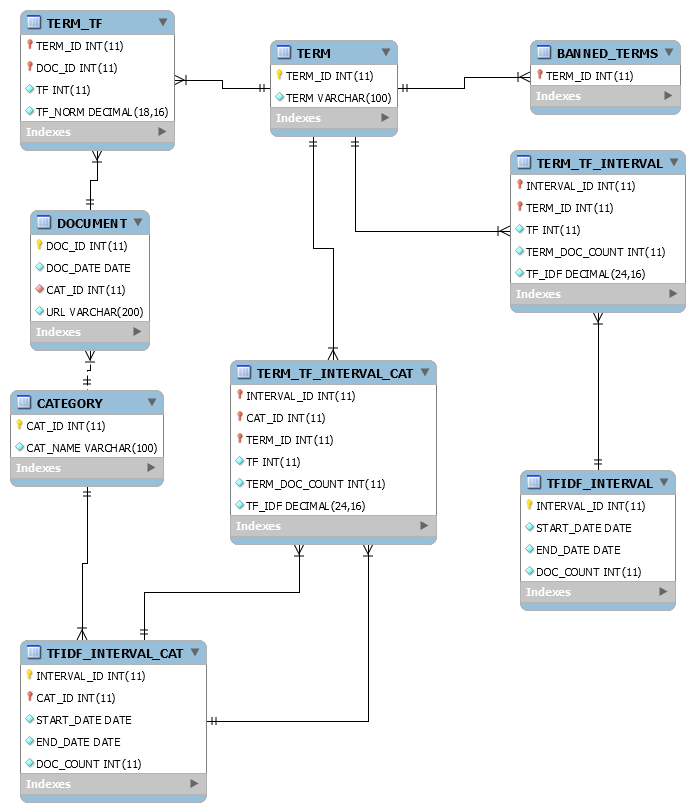 TERM_TF
TERM_ID INT(11)
DOC_ID INT(11)
TF INT(11)
TF_NORM DECIMAL(18,16)
Indexes
TERM
TERM_ID INT(11)
TERM VARCHAR(100)
Indexes
BANNED_TERMS
TERM_ID INT(11)
Indexes
TERM_TF_INTERVAL
INTERVAL_ID INT(11)
TERM_ID INT(11)
TF INT(11)
TERM_DOC_COUNT INT(11)
TF_IDF DECIMAL(24,16)
Indexes
DOCUMENT
DOC_ID INT(11)
DOC_DATE DATE
CAT_ID INT(11)
URL VARCHAR(200)
Indexes
CATEGORY
CAT_ID INT(11)
CAT_NAME VARCHAR(100)
Indexes
TERM_TF_INTERVAL_CAT
INTERVAL_ID INT(11)
CAT_ID INT(11)
TERM_ID INT(11)
TF INT(11)
TERM_DOC_COUNT INT(11)
TF_IDF DECIMAL(24,16)
Indexes
TFIDF_INTERVAL
INTERVAL_ID INT(11)
START_DATE DATE
END_DATE DATE
DOC_COUNT INT(11)
Indexes
TFIDF_INTERVAL_CAT
INTERVAL_ID INT(11)
CAT_ID INT(11)
START_DATE DATE
END_DATE DATE
DOC_COUNT INT(11)
Indexes